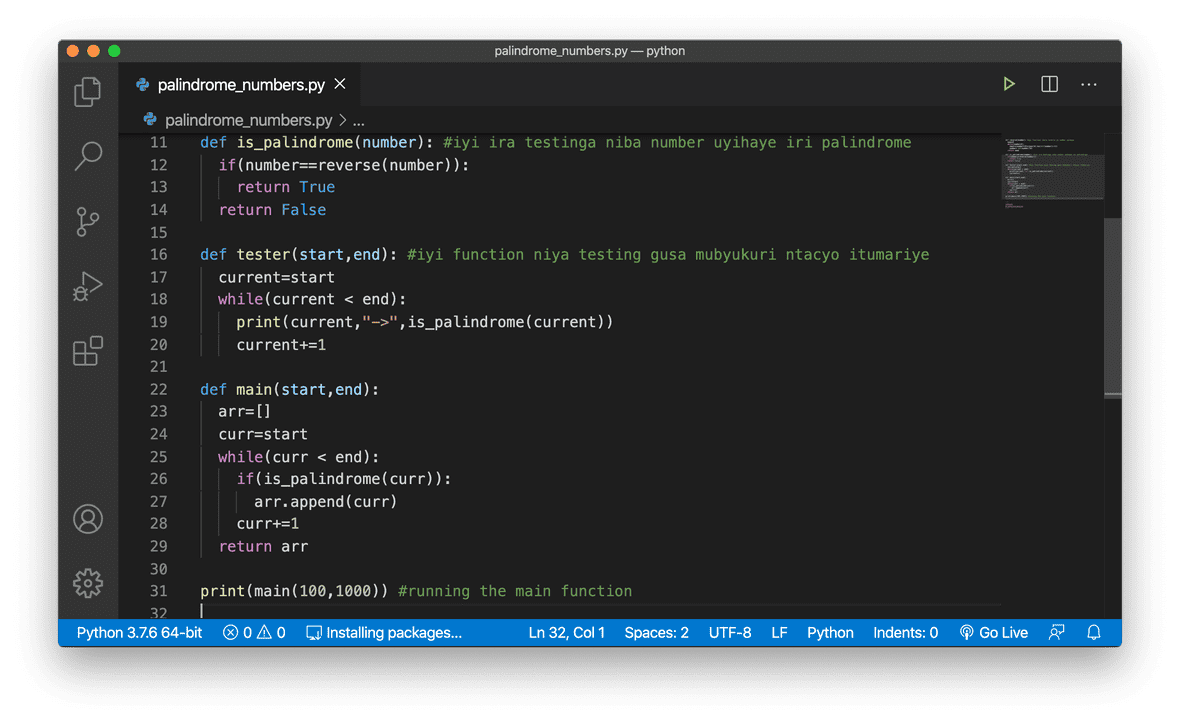 palindrome_numbers.py — python
palindrome_numbers.py
palindrome_numbers.py > ...
11 def is_palindrome(number): #iyi ira testinga niba number uyihaye iri palindrome
12 if(number==reverse(number)):
13 return True
14 return False
15
16 def tester(start,end): #iyi function niya testing gusa mubyukuri ntacyo itumariye
17 current=start
18 while(current < end):
19 print(current,"->",is_palindrome(current))
20 current+=1
21
22 def main(start,end):
23 arr=[]
24 curr=start
25 while(curr < end):
26 if(is_palindrome(curr)):
27 arr.append(curr)
28 curr+=1
29 return arr
30
31 print(main(100,1000)) #running the main function
32
Python 3.7.6 64-bit 0 0 Installing packages... Ln 32, Col 1 Spaces: 2 UTF-8 LF Python Indents: 0 Go Live